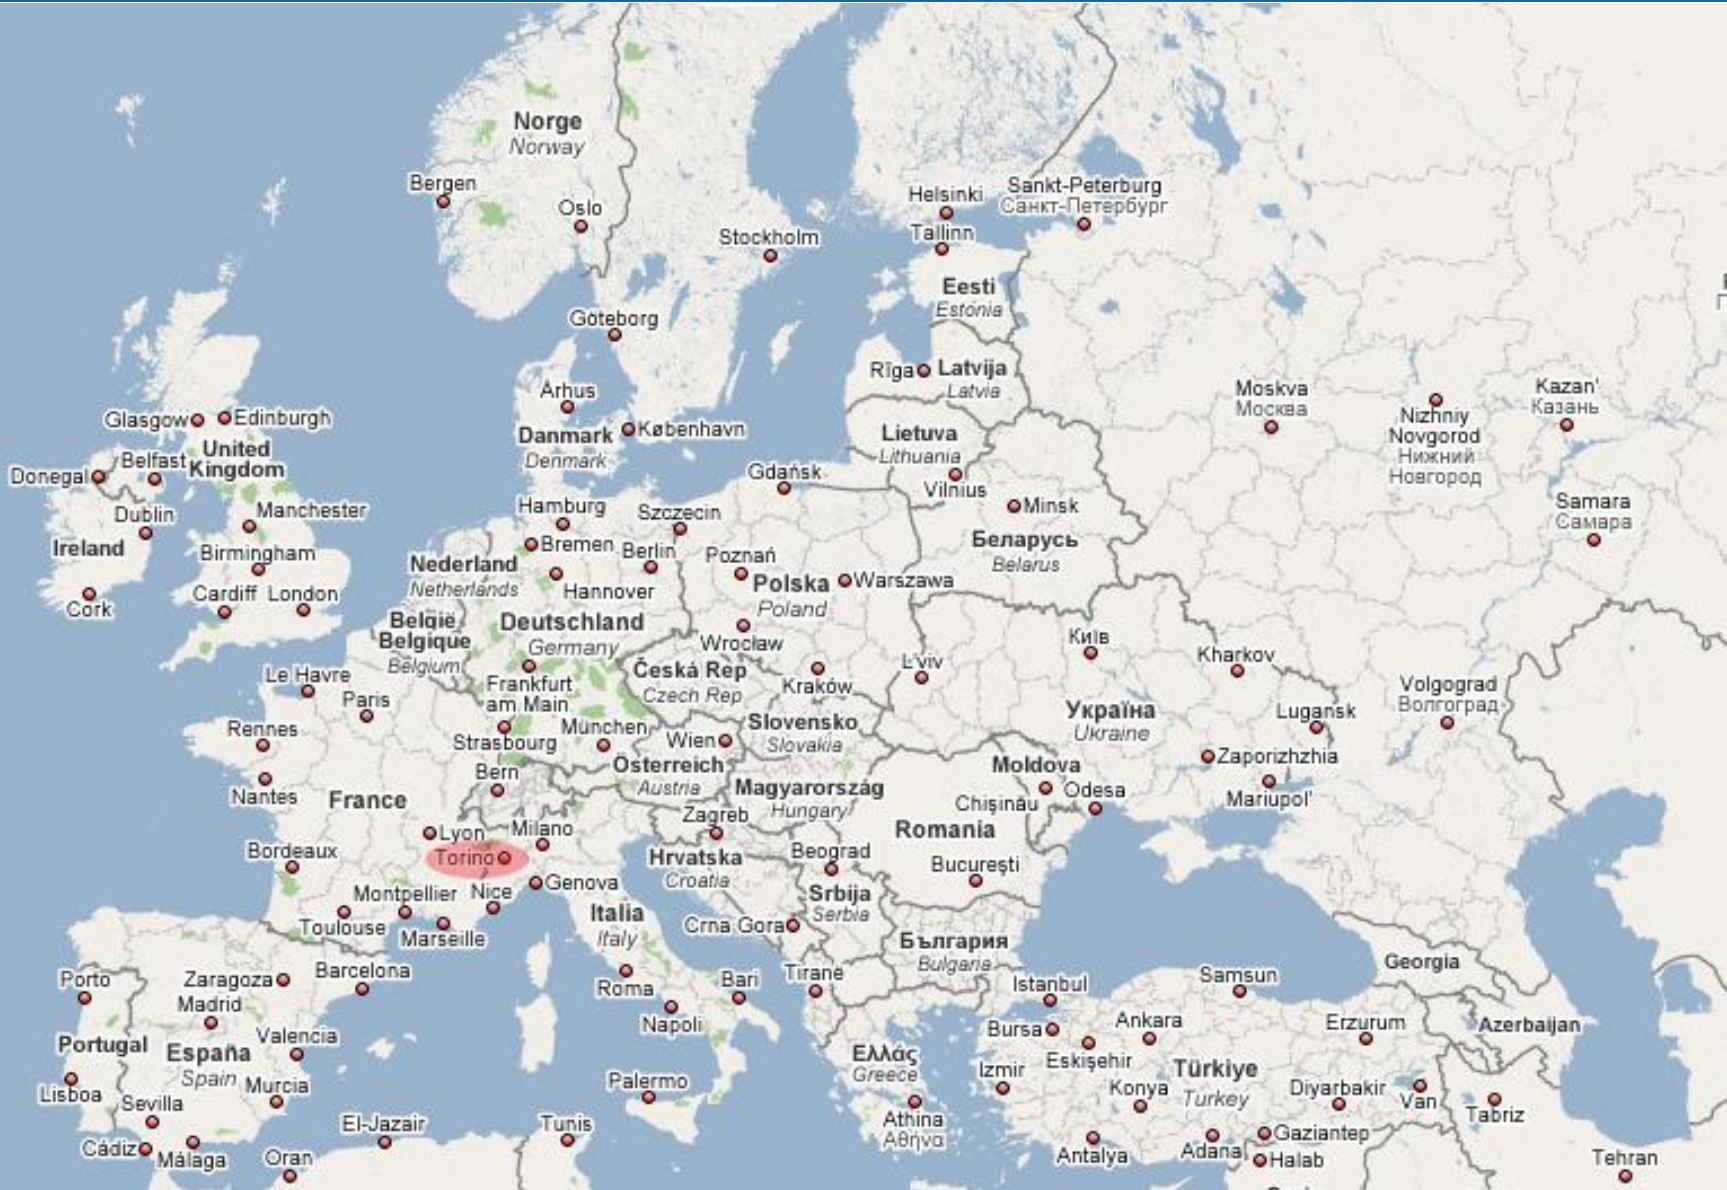 Norge
Norway
Bergen
Oslo
Helsinki
Sankt-Peterburg
Санкт-Петербург
Stockholm
Tallinn
Eesti
Estonia
Göteborg
Rīga
Latvija
Latvia
Moskva
Москва
Nizhniy
Novgorod
Нижний
Новгород
Kazan'
Казань
Århus
Glasgow
Edinburgh
Danmark
Denmark
København
Lietuva
Lithuania
United
Kingdom
Donegal
Belfast
Gdańsk
Vilnius
Minsk
Samara
Самара
Dublin
Manchester
Hamburg
Szczecin
Ireland
Birmingham
Bremen
Berlin
Poznań
Беларусь
Belarus
Nederland
Netherlands
Hannover
Polska
Poland
Warszawa
Cork
Cardiff
London
België
Belgique
Belgium
Deutschland
Germany
Wrocław
Київ
Kharkov
Le Havre
Paris
Frankfurt
am Main
Česká Rep
Czech Rep
Kraków
L'viv
Volgograd
Волгоград
Rennes
Strasbourg
München
Wien
Slovensko
Slovakia
Україна
Ukraine
Lugansk
Nantes
France
Bern
Österreich
Austria
Magyarország
Hungary
Moldova
Chişinău
Odesa
Zaporizhzhia
Mariupol'
Lyon
Milano
Zagreb
Romania
Bordeaux
Torino
Hrvatska
Croatia
Beograd
Bucureşti
Montpellier
Nice
Genova
Srbija
Serbia
Toulouse
Marseille
Italia
Italy
Crna Gora
България
Bulgaria
Georgia
Porto
Zaragoza
Barcelona
Roma
Bari
Tiranë
Istanbul
Samsun
Madrid
Napoli
Bursa
Ankara
Erzurum
Azerbaijan
Portugal
España
Spain
Valencia
Ελλάς
Greece
Eskişehir
Türkiye
Turkey
Lisboa
Murcia
Palermo
Izmir
Konya
Diyarbakir
Van
Tabriz
Sevilla
El-Jazair
Tunis
Athina
Αθήνα
Cádiz
Málaga
Oran
Antalya
Adana
Gaziantep
Halab
Tehran